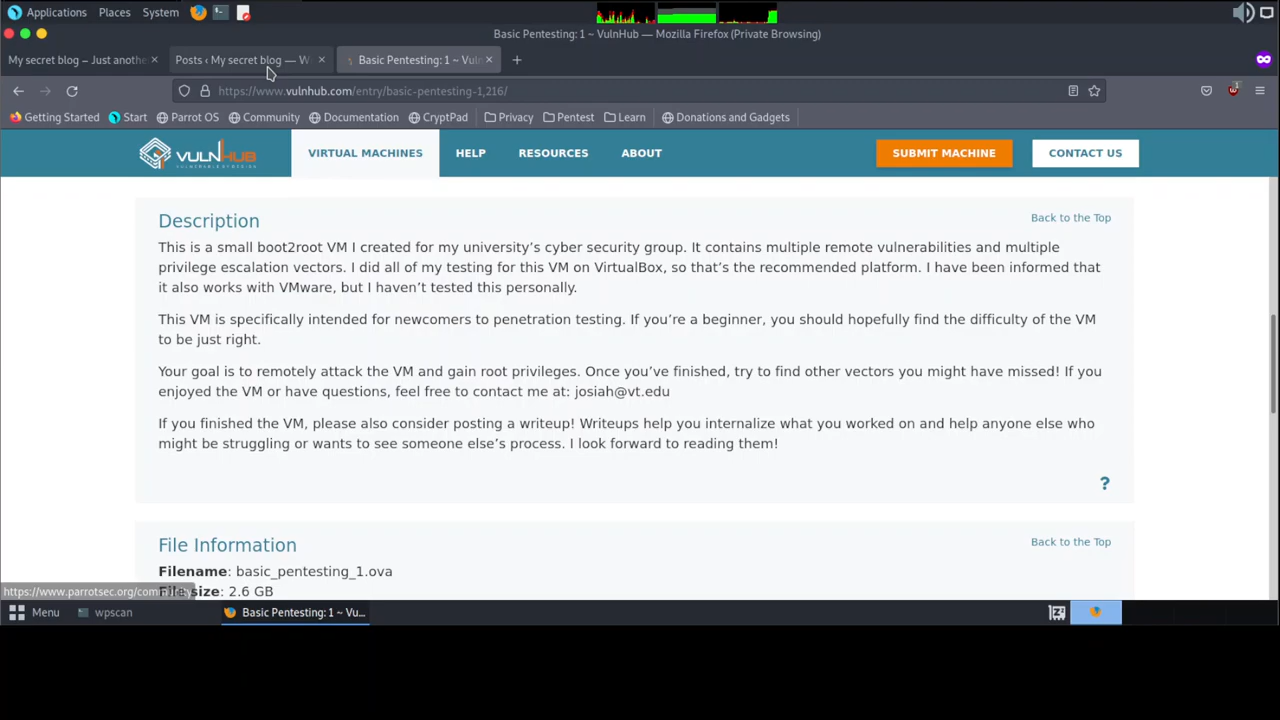 Applications Places System
Basic Pentesting: 1 ~ VulnHub — Mozilla Firefox (Private Browsing)
My secret blog – Just anothe Posts ‹ My secret blog — W Basic Pentesting: 1 ~ Vuln
https://www.vulnhub.com/entry/basic-pentesting-1,216/
Getting Started Start Parrot OS Community Documentation CryptPad Privacy Pentest Learn Donations and Gadgets
VULNHUB VIRTUAL MACHINES HELP RESOURCES ABOUT SUBMIT MACHINE CONTACT US
Description Back to the Top
This is a small boot2root VM I created for my university’s cyber security group. It contains multiple remote vulnerabilities and multiple
privilege escalation vectors. I did all of my testing for this VM on VirtualBox, so that’s the recommended platform. I have been informed that
it also works with VMware, but I haven’t tested this personally.
This VM is specifically intended for newcomers to penetration testing. If you’re a beginner, you should hopefully find the difficulty of the VM
to be just right.
Your goal is to remotely attack the VM and gain root privileges. Once you’ve finished, try to find other vectors you might have missed! If you
enjoyed the VM or have questions, feel free to contact me at: josiah@vt.edu
If you finished the VM, please also consider posting a writeup! Writeups help you internalize what you worked on and help anyone else who
might be struggling or wants to see someone else’s process. I look forward to reading them!
?
File Information Back to the Top
Filename: basic_pentesting_1.ova
https://www.parrotsec.org/community size: 2.6 GB
Menu wpscan Basic Pentesting: 1 ~ Vu...